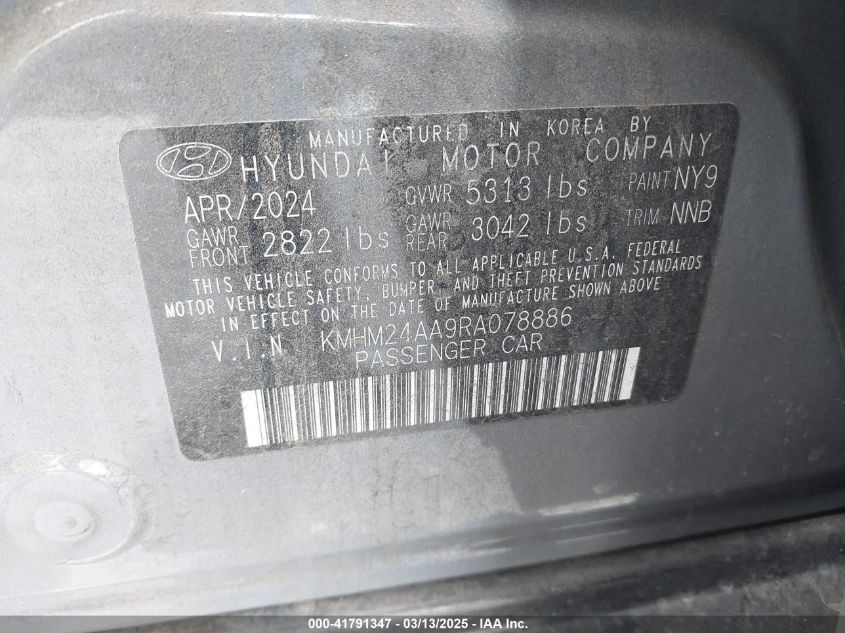 MANUFACTURED IN KOREA BY
HYUNDAI MOTOR COMPANY
APR/2024 GVWR 5313 lbs PAINT NY9
GAWR FRONT 2822 lbs GAWR REAR 3042 lbs TRIM NNB
THIS VEHICLE CONFORMS TO ALL APPLICABLE U.S.A. FEDERAL
MOTOR VEHICLE SAFETY, BUMPER, AND THEFT PREVENTION STANDARDS
IN EFFECT ON THE DATE OF MANUFACTURE SHOWN ABOVE
V.I.N KMHM24AA9RA078886
PASSENGER CAR
000-41791347 - 03/13/2025 - IAA Inc.